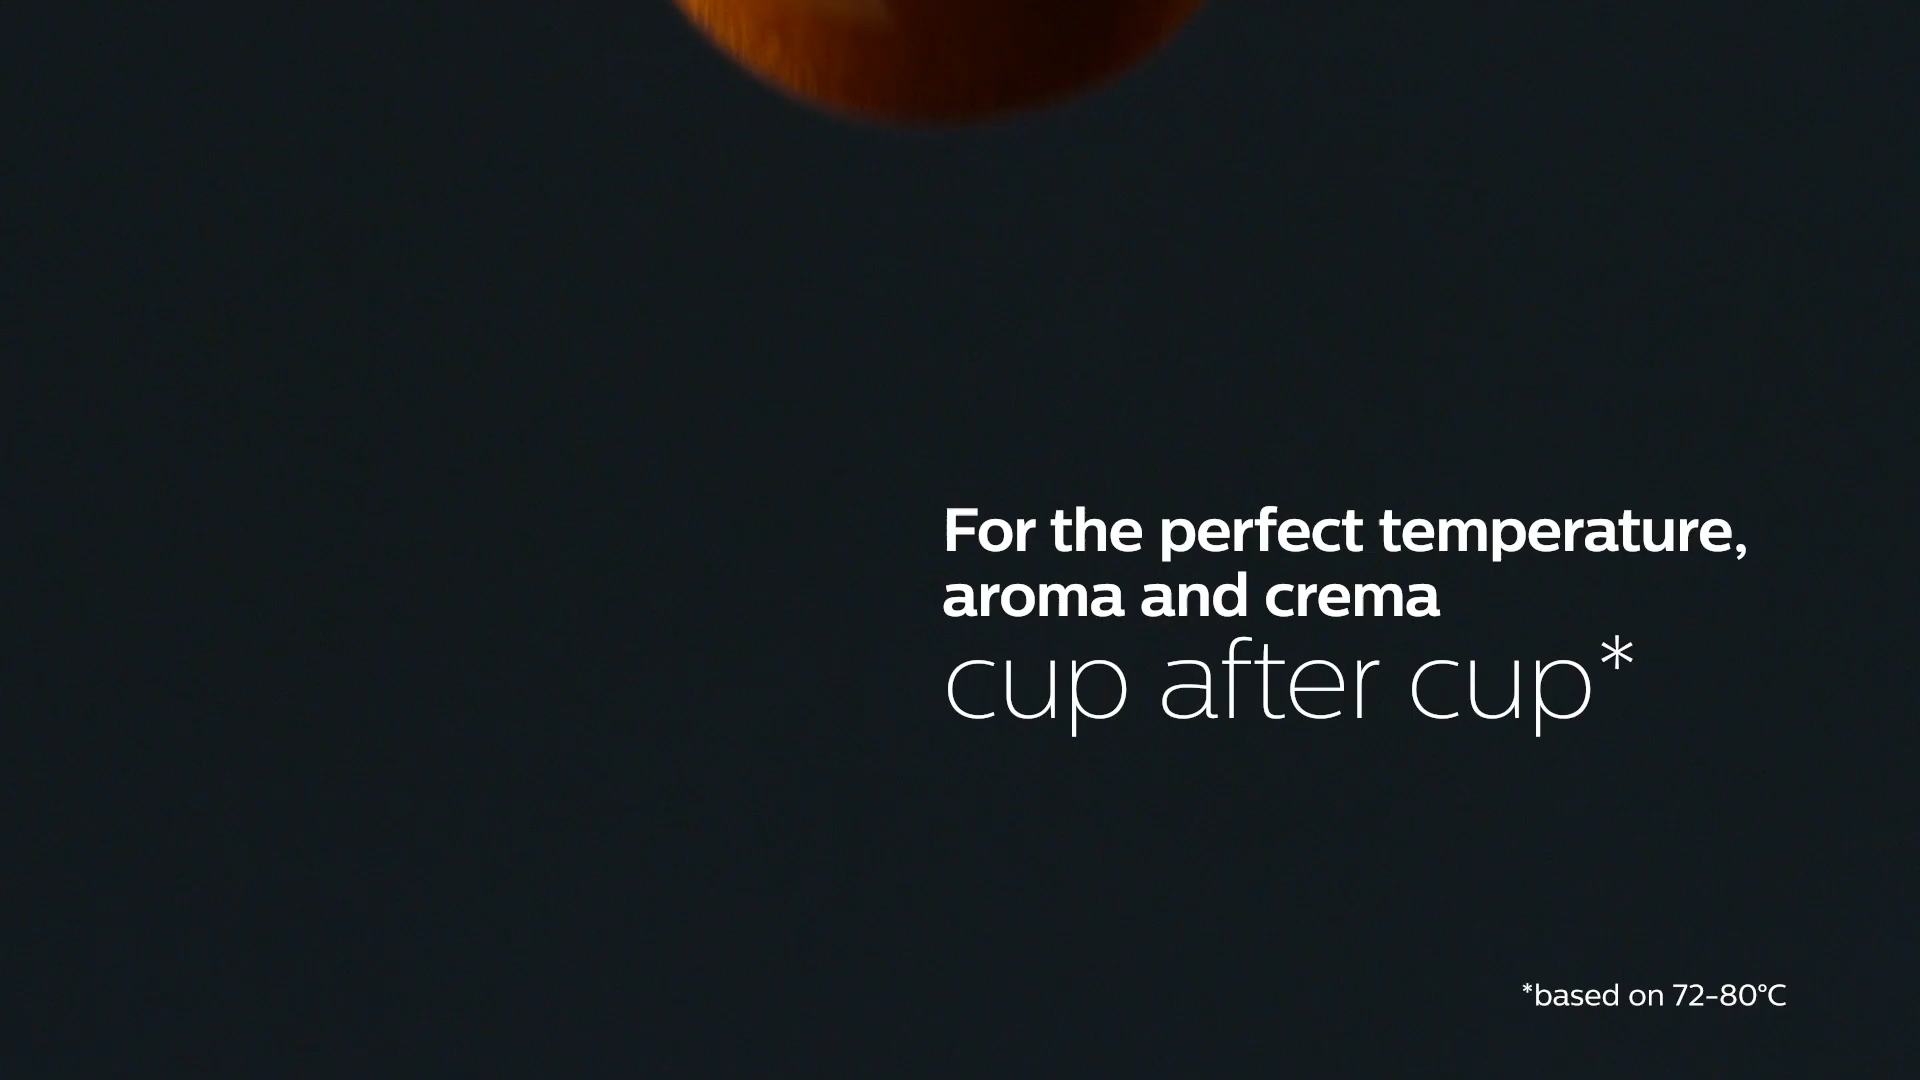 For the perfect temperature,
aroma and crema
cup after cup*
*based on 72-80°C